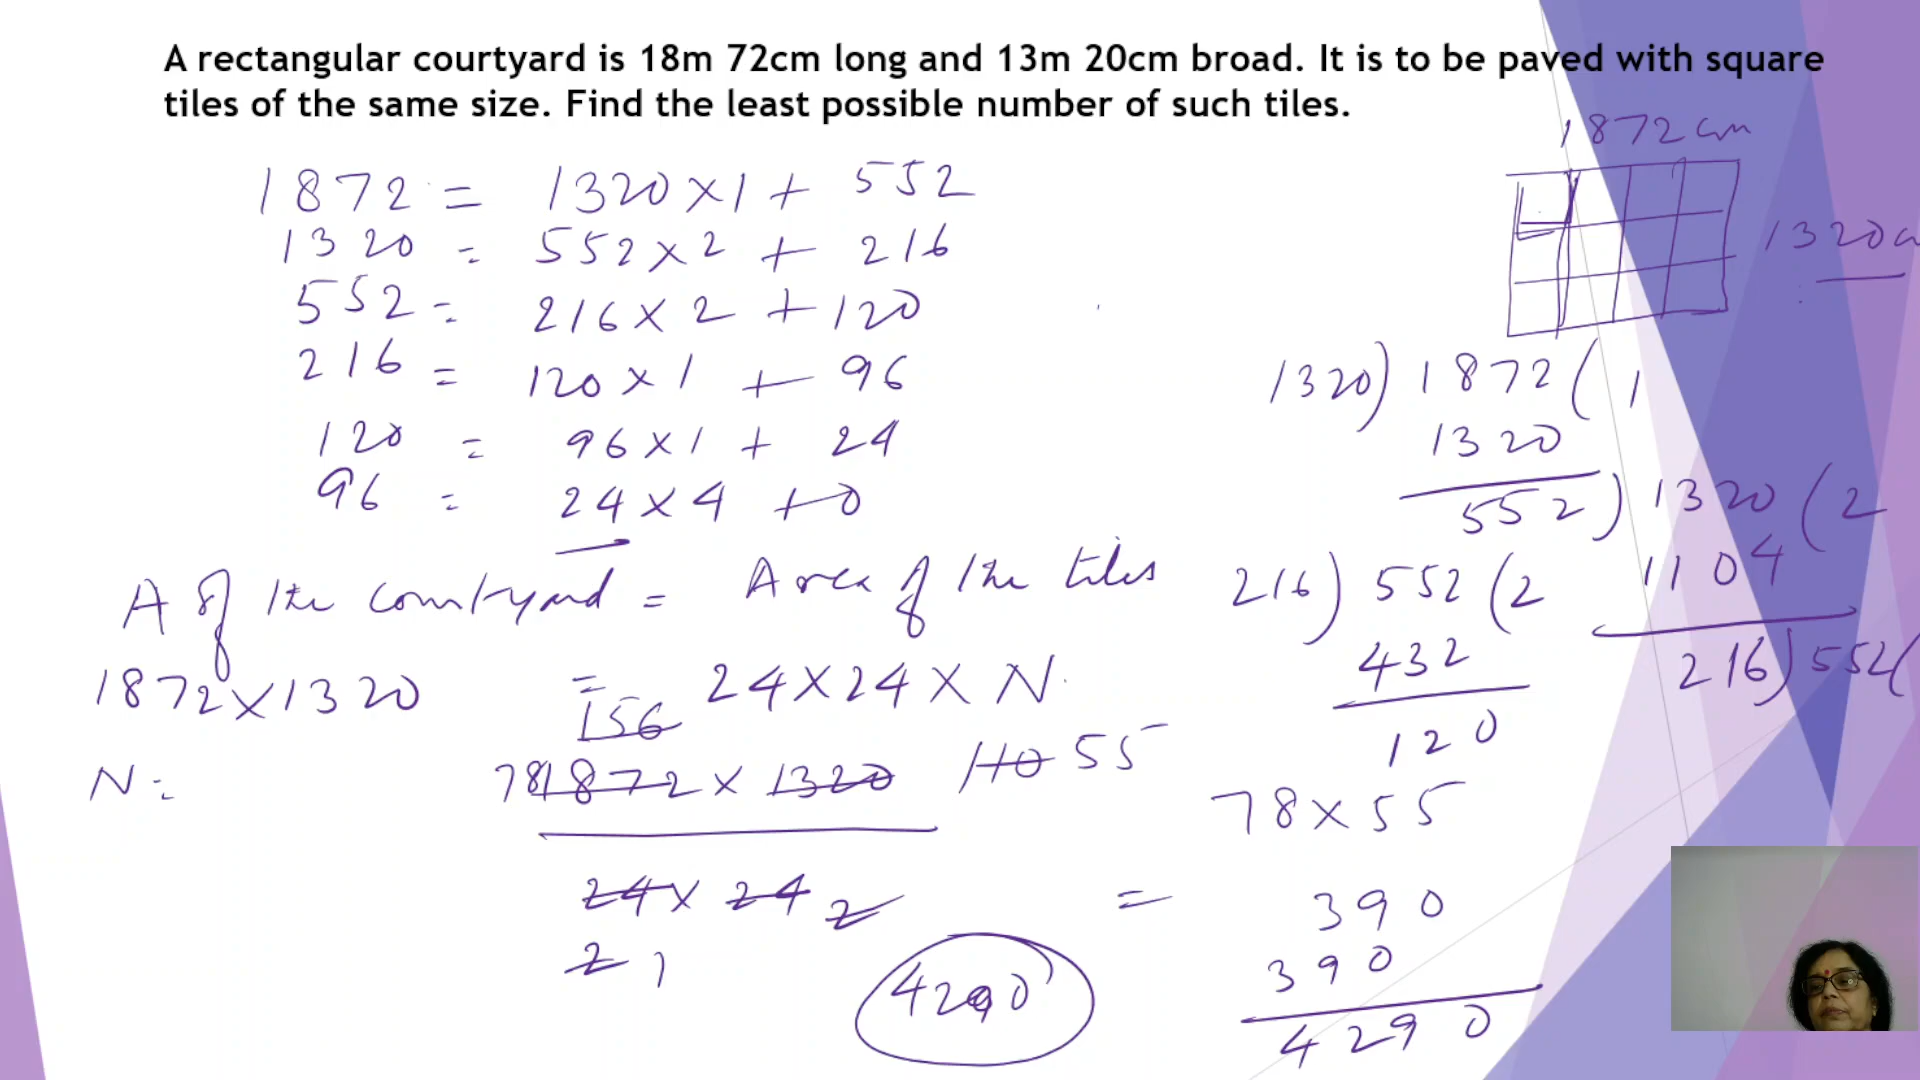 A rectangular courtyard is 18m 72cm long and 13m 20cm broad. It is to be paved with square
tiles of the same size. Find the least possible number of such tiles.
1872 = 1320 × 1 + 552
1320 = 552 × 2 + 216
552 = 216 × 2 + 120
216 = 120 × 1 + 96
120 = 96 × 1 + 24
96 = 24 × 4 + 0
A of the courtyard = Area of the tiles
1872 × 1320 = 24 × 24 × N
156
N = 78 1872 × 1320 110 55
24 × 24 2
2 1
4290
1872 cm
1320 c
1320) 1872 ( 1
1320
552) 1320 ( 2
1104
216) 552 (
216) 552 ( 2
432
120
78 × 55
= 390
390
4290